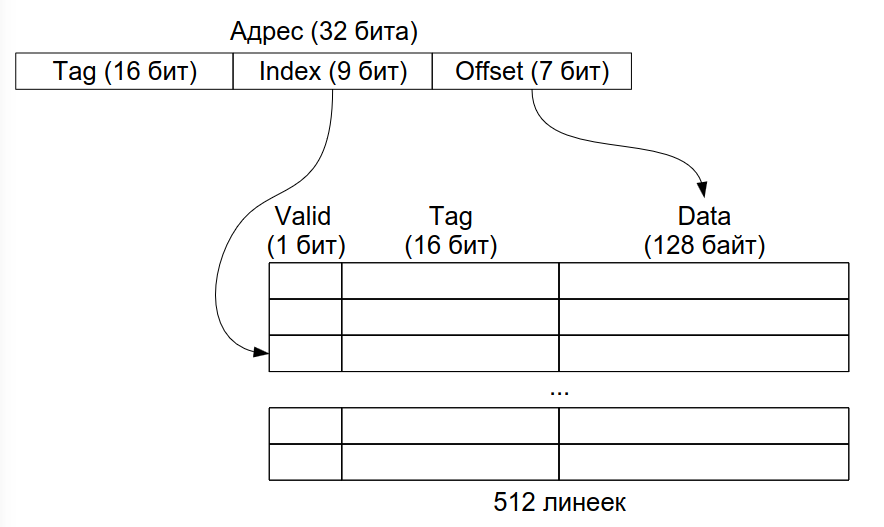 Адрес (32 бита)
Tag (16 бит) Index (9 бит) Offset (7 бит)
Valid Tag Data
(1 бит) (16 бит) (128 байт)
...
512 линеек